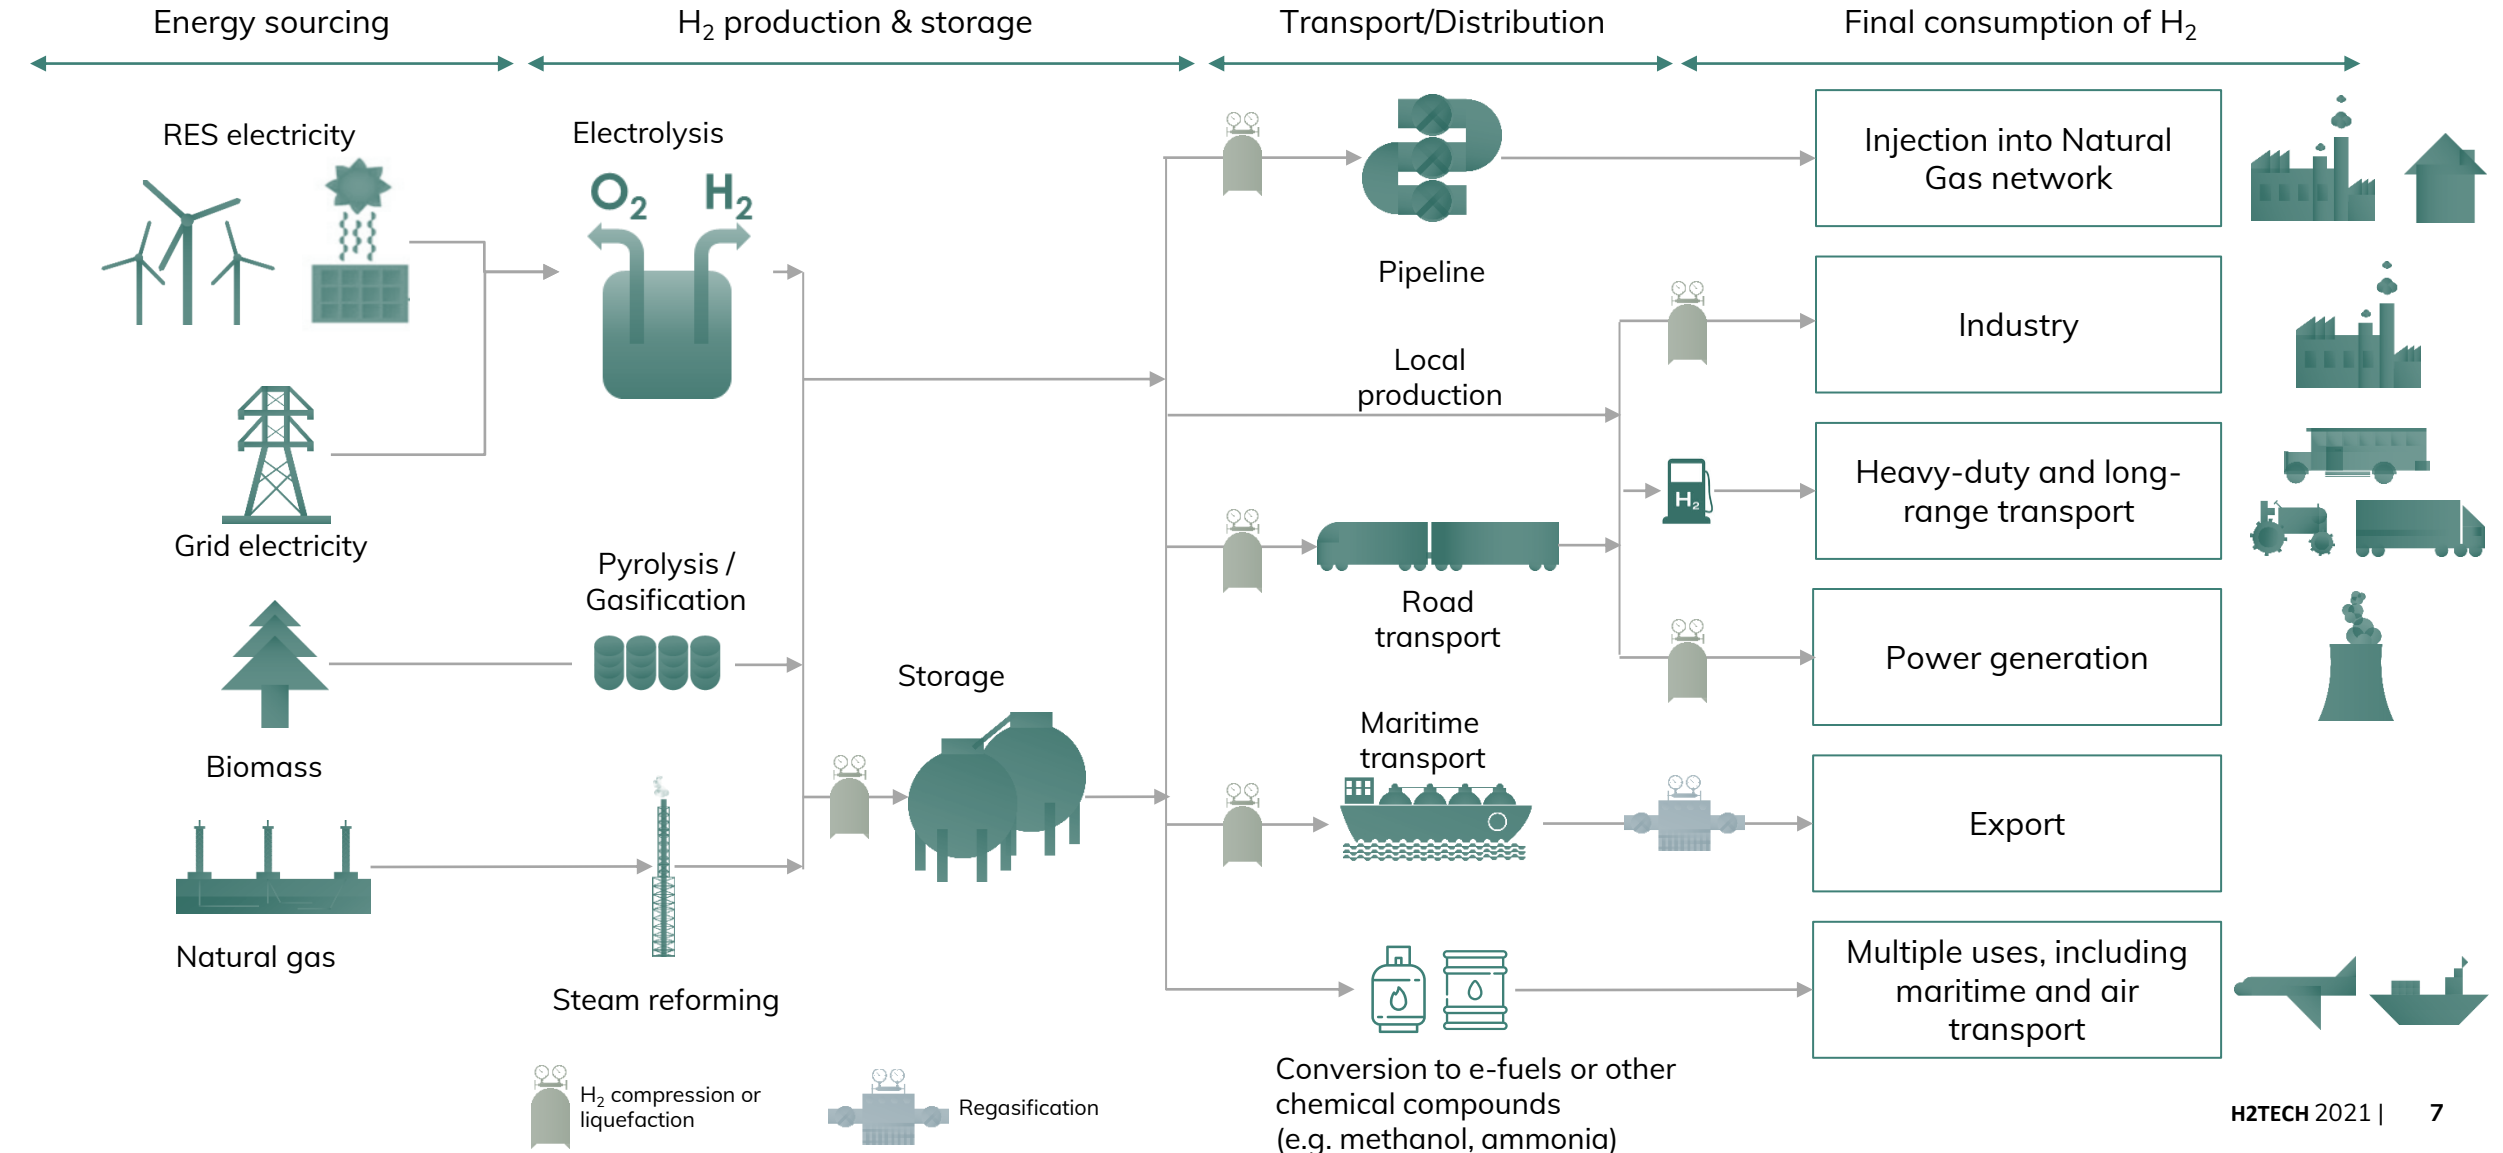 Energy sourcing
H2 production & storage
Transport/Distribution
Final consumption of H2
RES electricity
Electrolysis
O2
H2
Grid electricity
Pyrolysis /
Gasification
Biomass
Natural gas
Steam reforming
Storage
Pipeline
Local
production
Road
transport
Maritime
transport
Conversion to e-fuels or other
chemical compounds
(e.g. methanol, ammonia)
Injection into Natural
Gas network
Industry
H2
Heavy-duty and long-
range transport
Power generation
Export
Multiple uses, including
maritime and air
transport
H2 compression or
liquefaction
Regasification
H2TECH 2021 | 7